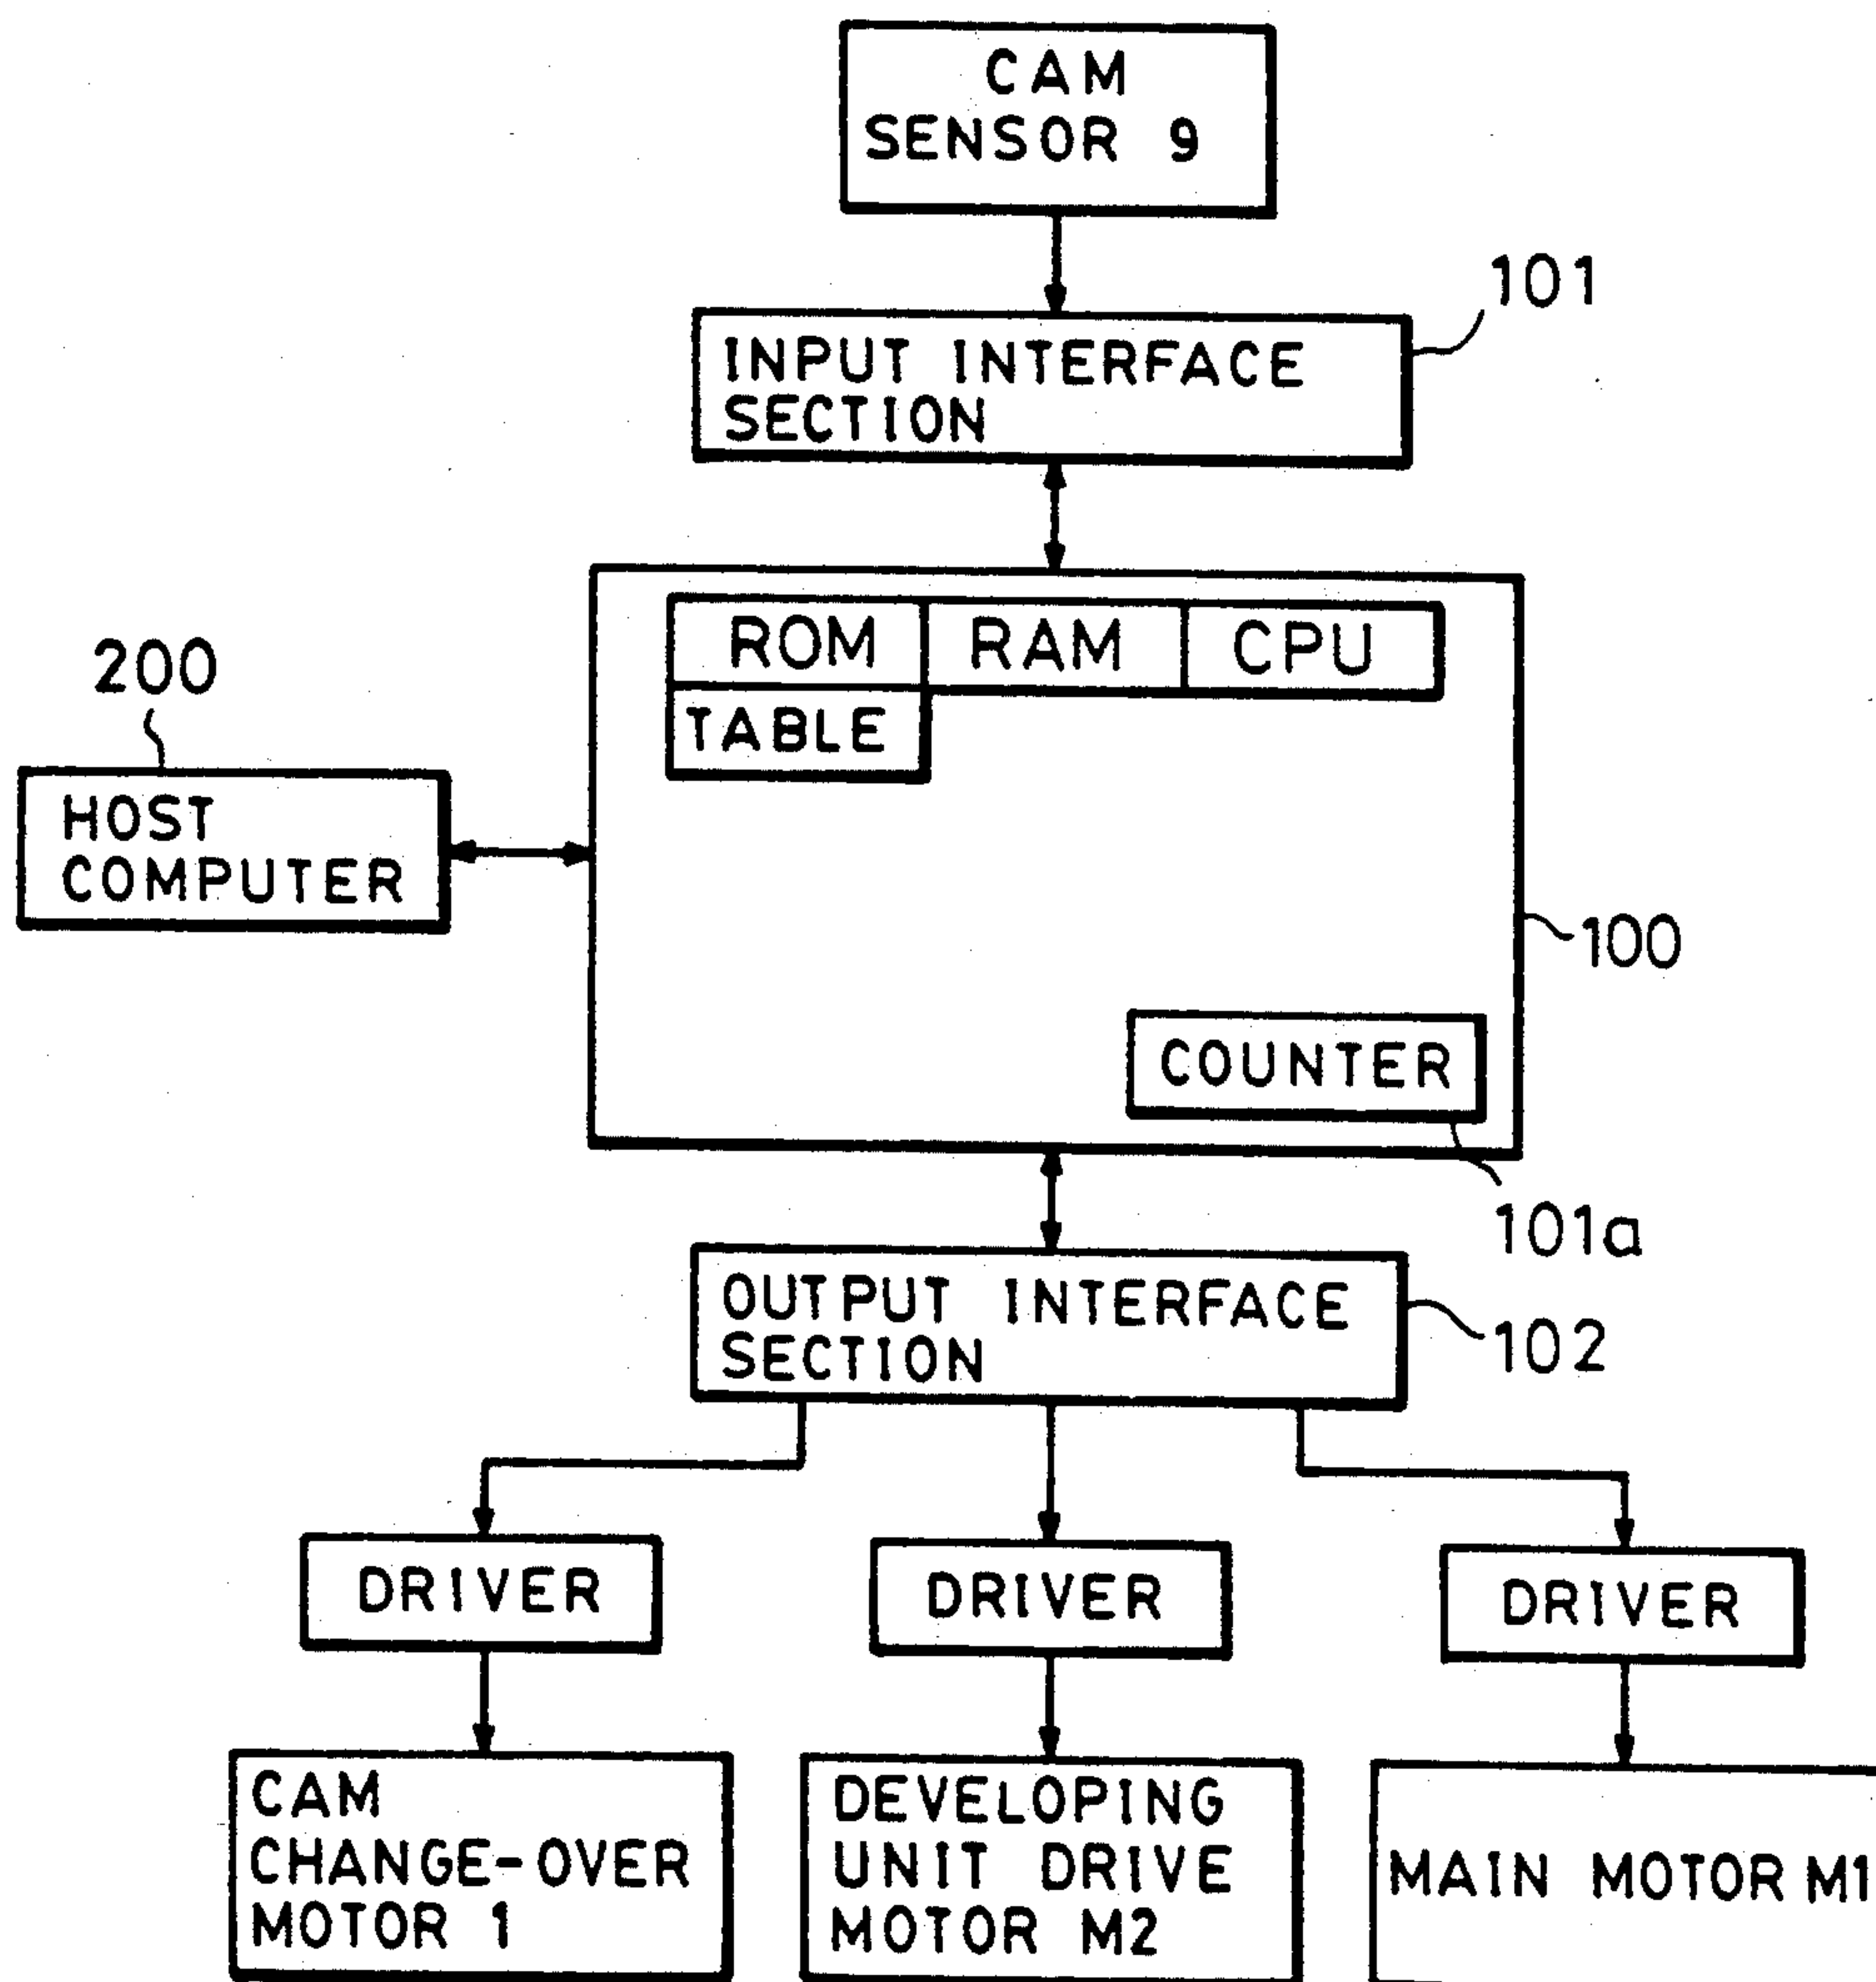 CAM
SENSOR 9
101
INPUT INTERFACE
SECTION
ROM RAM CPU
TABLE
200
HOST
COMPUTER
100
COUNTER
101a
OUTPUT INTERFACE
SECTION
102
DRIVER DRIVER DRIVER
CAM
CHANGE-OVER
MOTOR 1
DEVELOPING
UNIT DRIVE
MOTOR M2
MAIN MOTOR M1